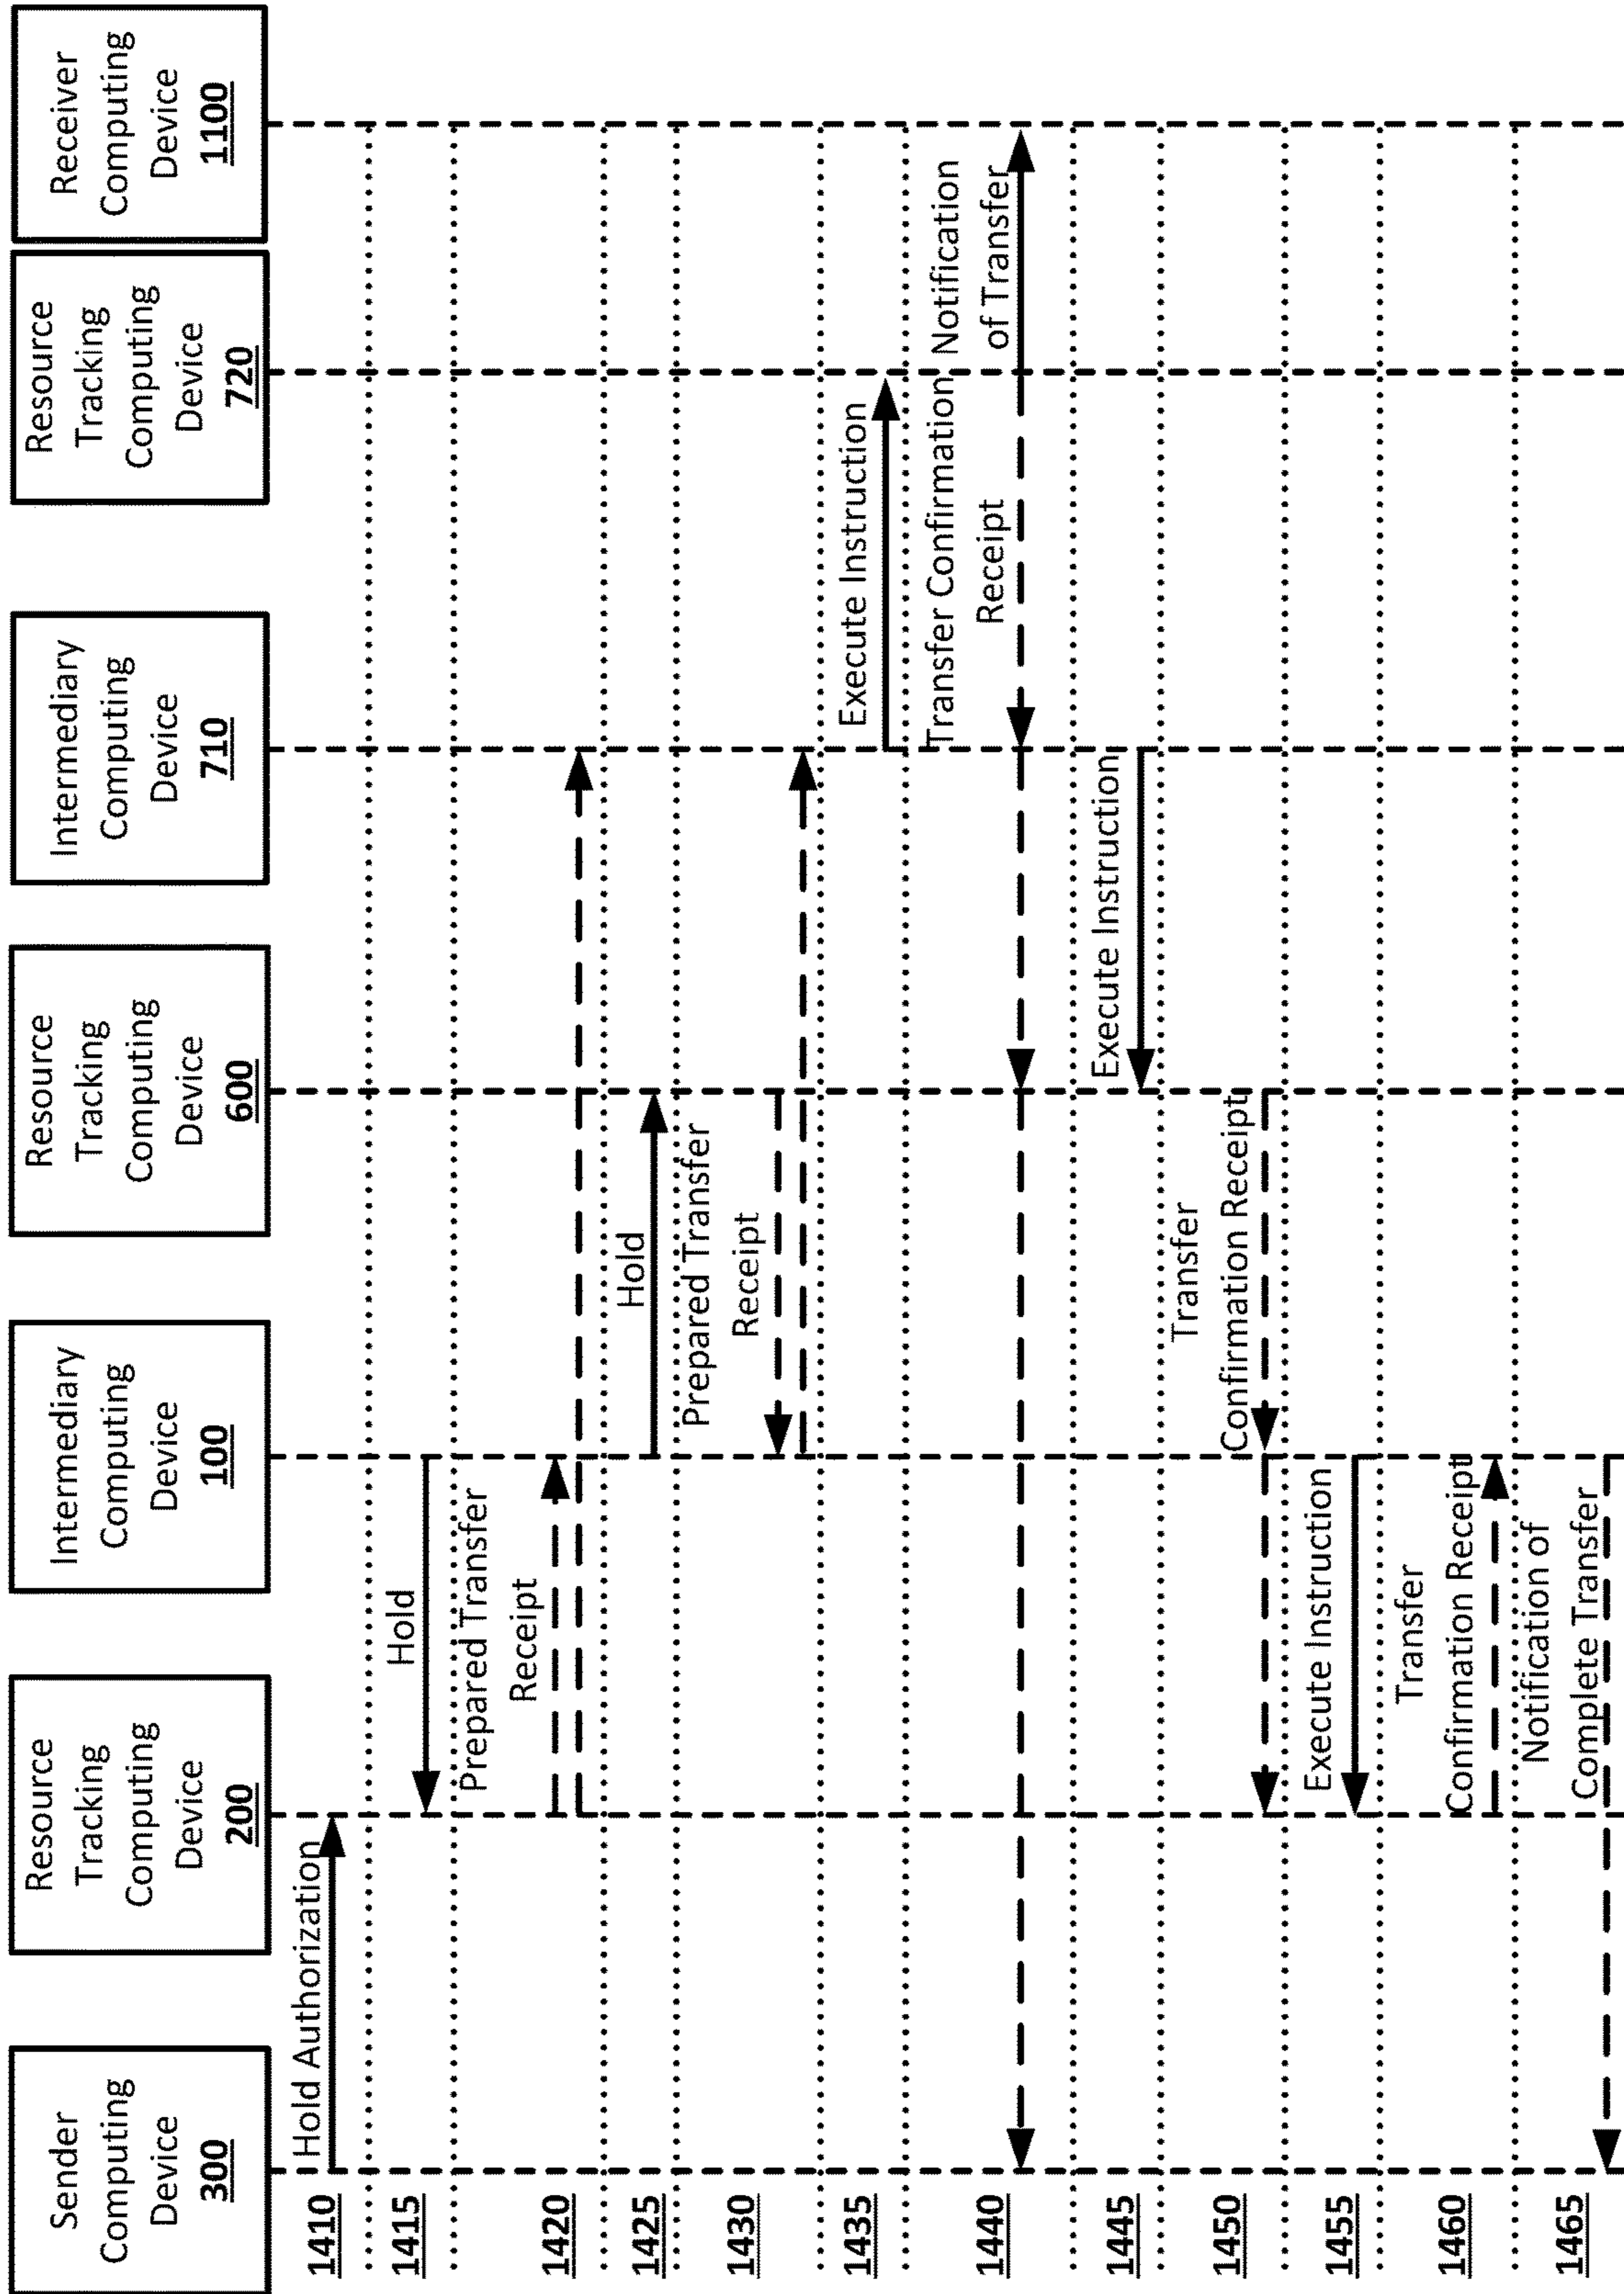 Sender
Computing
Device
300
Resource
Tracking
Computing
Device
200
Intermediary
Computing
Device
100
Resource
Tracking
Computing
Device
600
Intermediary
Computing
Device
710
Resource
Tracking
Computing
Device
720
Receiver
Computing
Device
1100
1410
Hold Authorization
1415
Hold
1420
Prepared Transfer
Receipt
1425
Hold
1430
Prepared Transfer
Receipt
1435
Execute Instruction
1440
Transfer Confirmation
Receipt
Notification
of Transfer
1445
Execute Instruction
1450
Transfer
Confirmation Receipt
1455
Execute Instruction
1460
Transfer
Confirmation Receipt
1465
Notification of
Complete Transfer